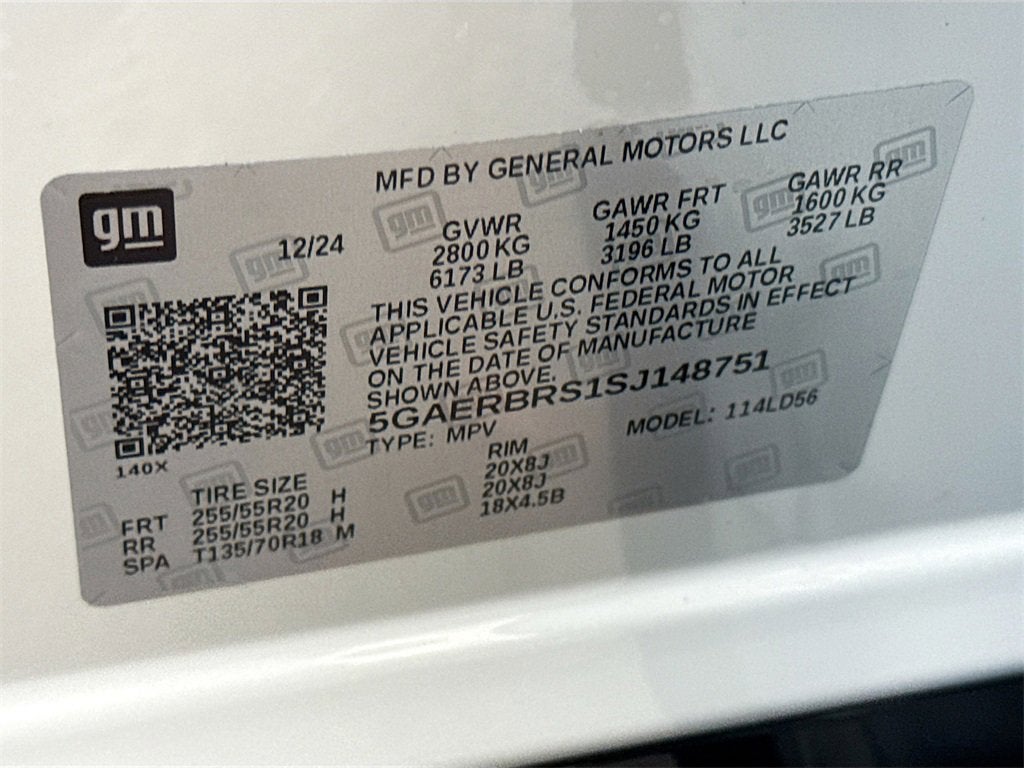 MFD BY GENERAL MOTORS LLC
gm
12/24
GVWR GAWR FRT GAWR RR
2800 KG 1450 KG 1600 KG
6173 LB 3196 LB 3527 LB
THIS VEHICLE CONFORMS TO ALL
APPLICABLE U.S. FEDERAL MOTOR
VEHICLE SAFETY STANDARDS IN EFFECT
ON THE DATE OF MANUFACTURE
SHOWN ABOVE.
5GAERBRS1SJ148751
TYPE: MPV MODEL: 114LD56
140X
TIRE SIZE RIM
FRT 255/55R20 H 20X8J
RR 255/55R20 H 20X8J
SPA T135/70R18 M 18X4.5B